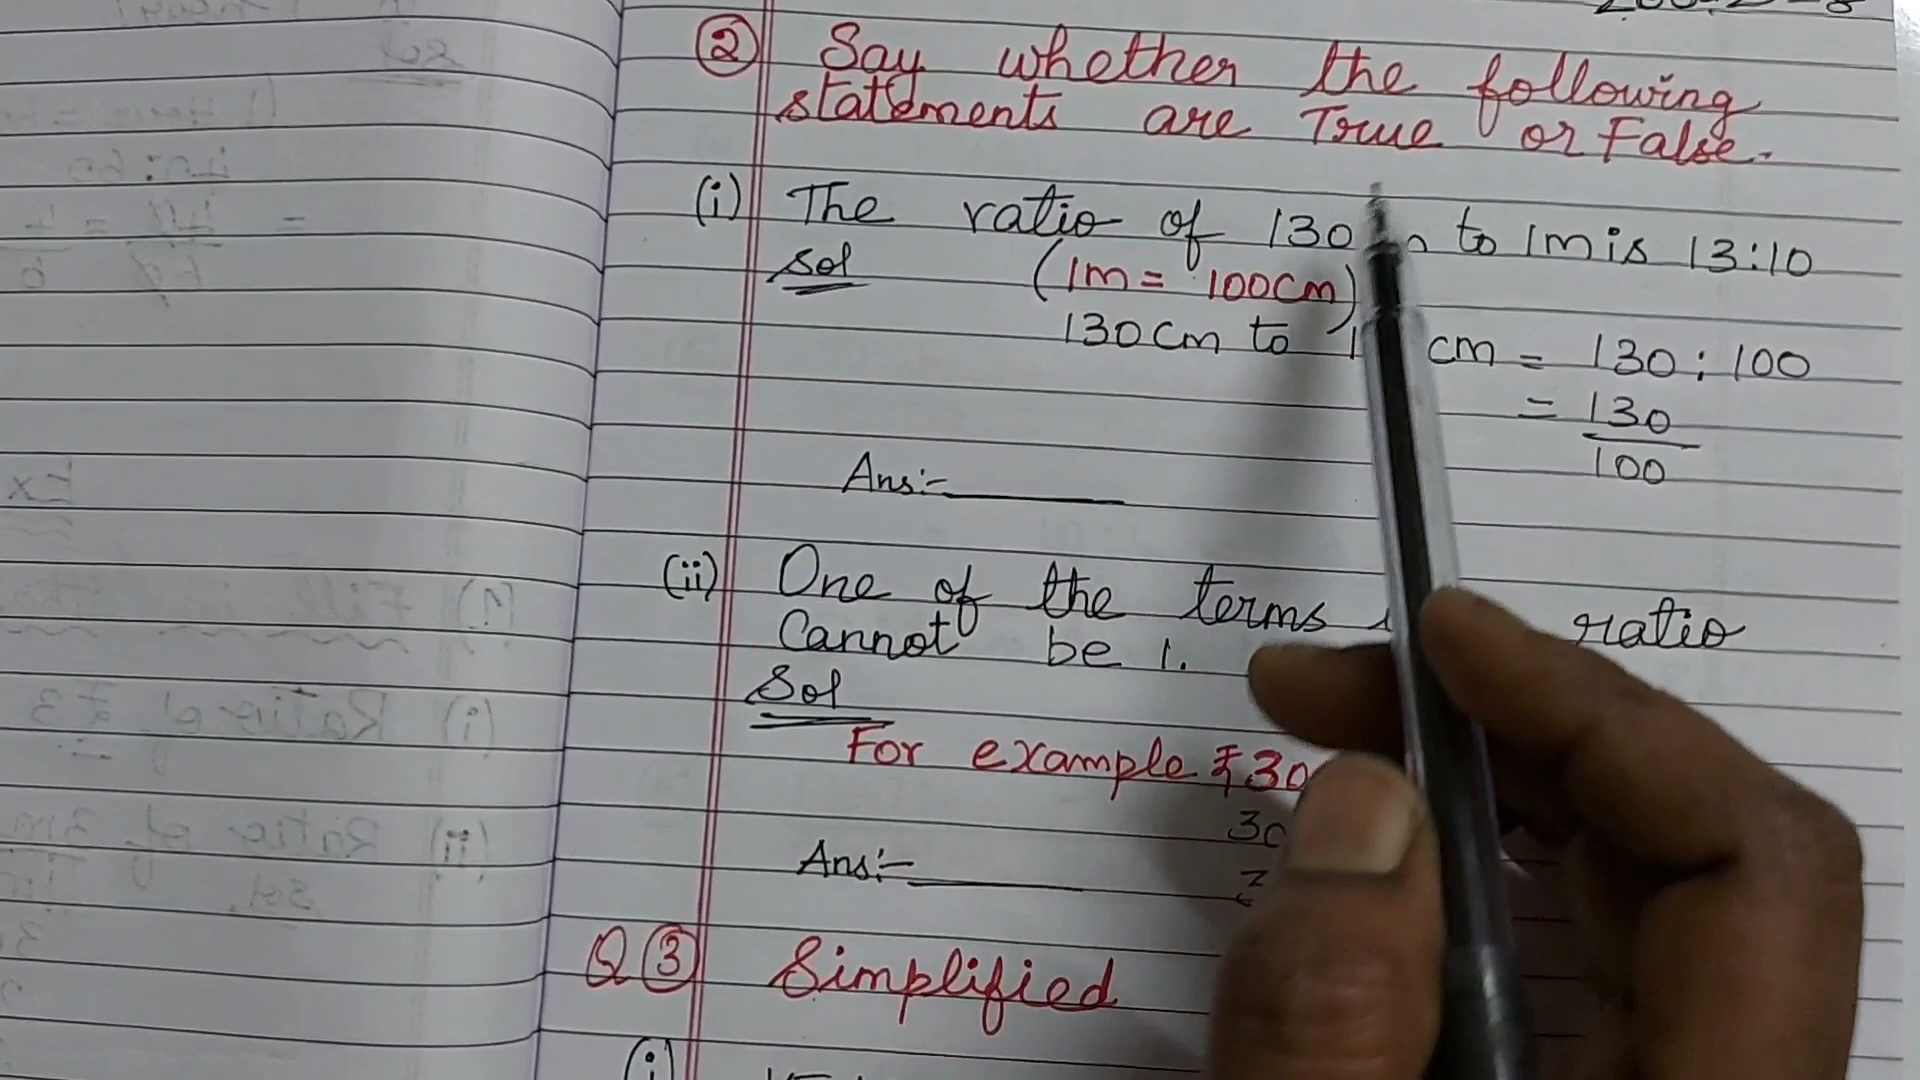 ② Say whether the following
statements are True or False.
(i) The ratio of 130 to 1m is 13:10
Sol (1m = 100cm)
130cm to cm = 130 : 100
= 130
100
Ans:-
(ii) One of the terms ratio
Cannot be 1.
Sol
For example ₹30
30
Ans:-
Q③ Simplified
(i)